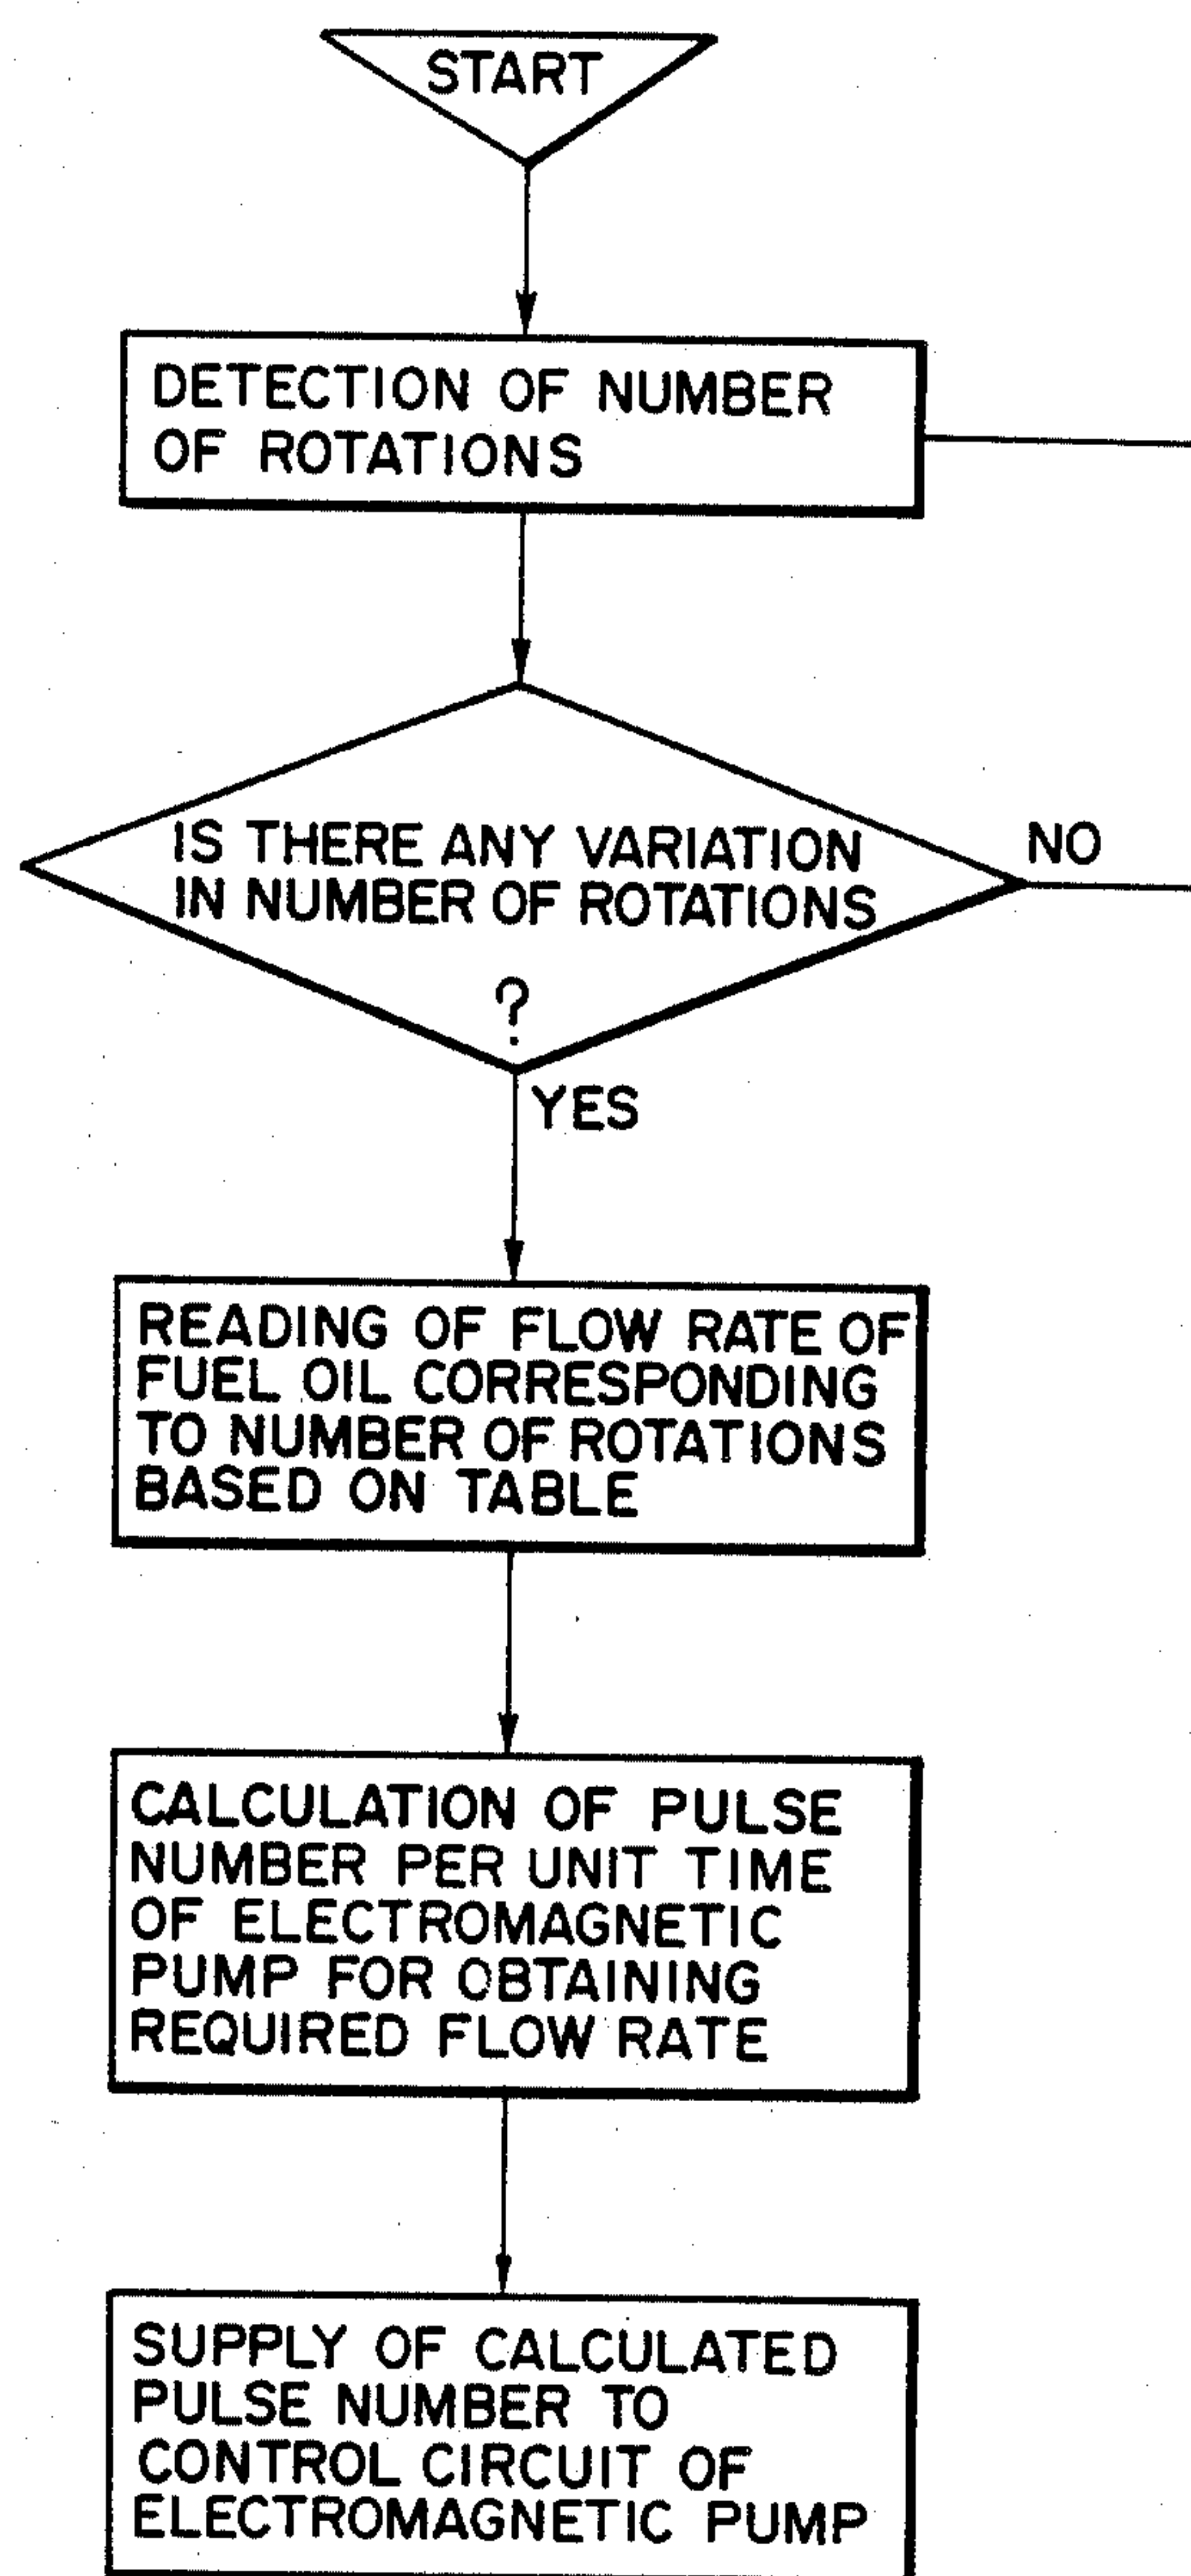 START
DETECTION OF NUMBER
OF ROTATIONS
IS THERE ANY VARIATION
IN NUMBER OF ROTATIONS
?
NO
YES
READING OF FLOW RATE OF
FUEL OIL CORRESPONDING
TO NUMBER OF ROTATIONS
BASED ON TABLE
CALCULATION OF PULSE
NUMBER PER UNIT TIME
OF ELECTROMAGNETIC
PUMP FOR OBTAINING
REQUIRED FLOW RATE
SUPPLY OF CALCULATED
PULSE NUMBER TO
CONTROL CIRCUIT OF
ELECTROMAGNETIC PUMP